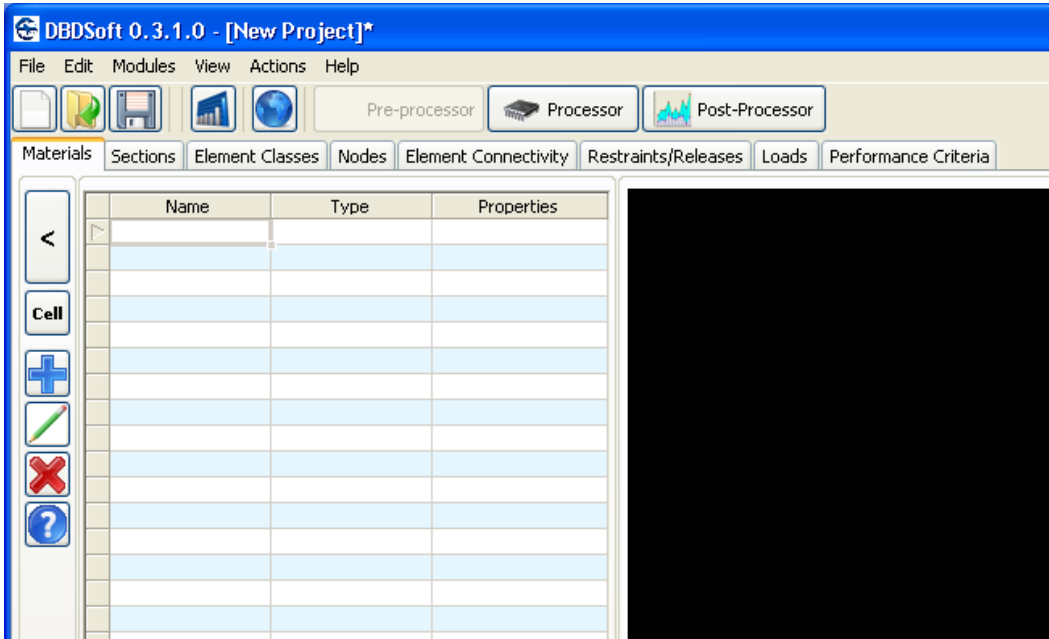 DBDSoft 0.3.1.0 - [New Project]*
File Edit Modules View Actions Help
Pre-processor Processor Post-Processor
Materials Sections Element Classes Nodes Element Connectivity Restraints/Releases Loads Performance Criteria
Name Type Properties
<
Cell
?